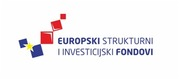 EUROPSKI STRUKTURNI
I INVESTICIJSKI FONDOVI